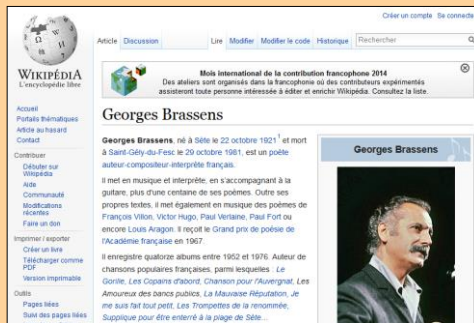 Créer un compte Se connecte
WIKIPÉDIA
L'encyclopédie libre
Article Discussion Lire Modifier Modifier le code Historique Rechercher
Mois international de la contribution francophone 2014
Des ateliers sont organisés dans la francophonie où des contributeurs expérimentés
assisteront toute personne intéressée à éditer et enrichir Wikipédia. Consultez la liste.
Accueil
Portails thématiques
Article au hasard
Contact
Contribuer
Débuter sur
Wikipédia
Aide
Communauté
Modifications
récentes
Faire un don
Imprimer / exporter
Créer un livre
Télécharger comme
PDF
Version imprimable
Outils
Pages liées
Suivi des pages liées
Georges Brassens
Georges Brassens, né à Sète le 22 octobre 1921 1 et mort
à Saint-Gély-du-Fesc le 29 octobre 1981, est un poète
auteur-compositeur-interprète français.
Il met en musique et interprète, en s'accompagnant à la
guitare, plus d'une centaine de ses poèmes. Outre ses
propres textes, il met également en musique des poèmes de
François Villon, Victor Hugo, Paul Verlaine, Paul Fort ou
encore Louis Aragon. Il reçoit le Grand prix de poésie de
l'Académie française en 1967.
Il enregistre quatorze albums entre 1952 et 1976. Auteur de
chansons populaires françaises, parmi lesquelles : Le
Gorille, Les Copains d'abord, Chanson pour l'Auvergnat, Les
Amoureux des bancs publics, La Mauvaise Réputation, Je
me suis fait tout petit, Les Trompettes de la renommée,
Supplique pour être enterré à la plage de Sète...
Georges Brassens